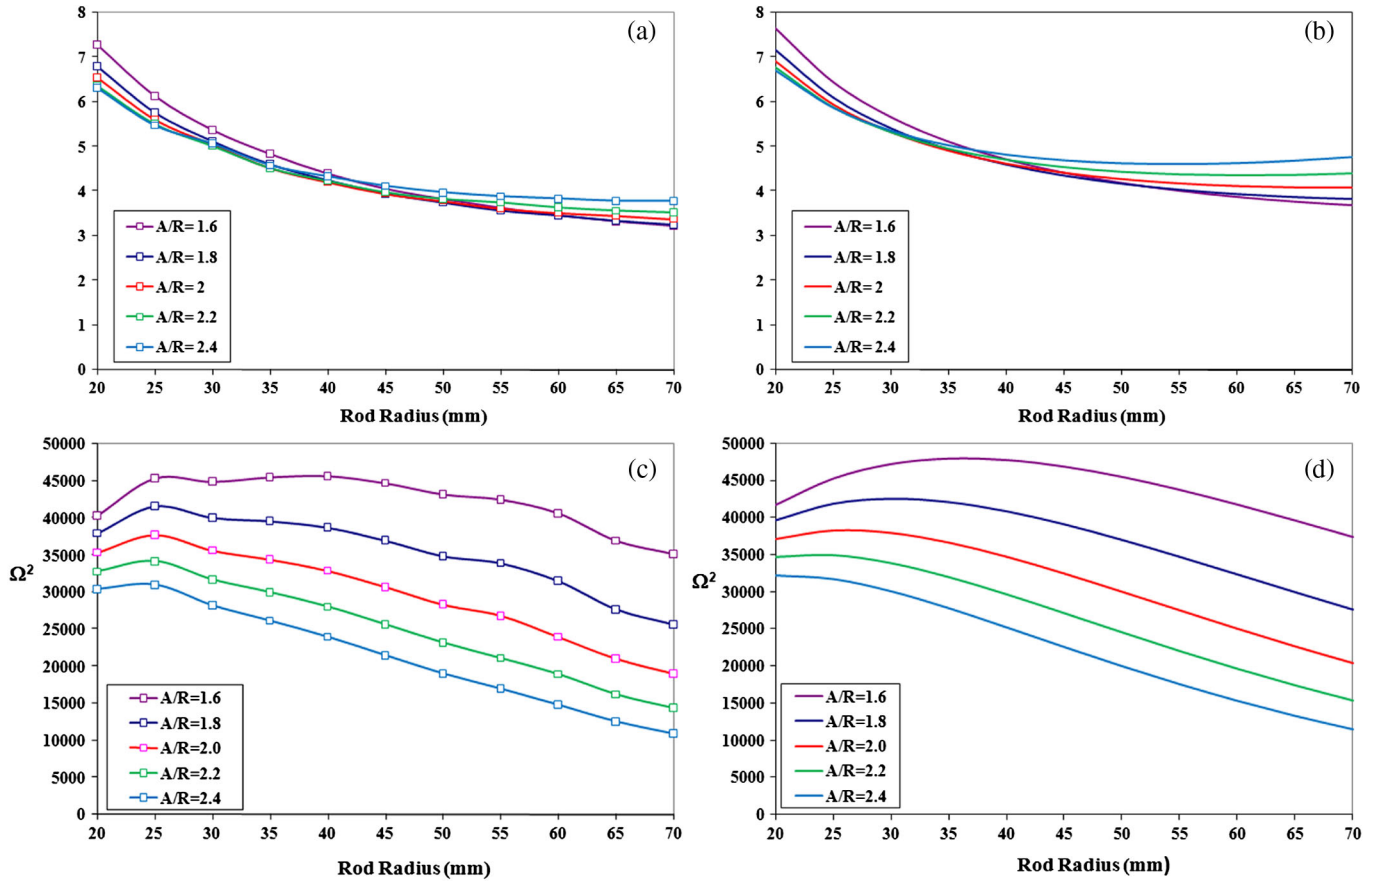 (a)
8
7
6
5
4
3
2
1
0
A/R= 1.6
A/R= 1.8
A/R= 2
A/R= 2.2
A/R= 2.4
20 25 30 35 40 45 50 55 60 65 70
Rod Radius (mm)
(b)
8
7
6
5
4
3
2
1
0
A/R= 1.6
A/R= 1.8
A/R= 2
A/R= 2.2
A/R= 2.4
20 25 30 35 40 45 50 55 60 65 70
Rod Radius (mm)
(c)
50000
45000
40000
35000
30000
25000
20000
15000
10000
5000
0
Ω²
A/R=1.6
A/R=1.8
A/R=2.0
A/R=2.2
A/R=2.4
20 25 30 35 40 45 50 55 60 65 70
Rod Radius (mm)
(d)
50000
45000
40000
35000
30000
25000
20000
15000
10000
5000
0
Ω²
A/R=1.6
A/R=1.8
A/R=2.0
A/R=2.2
A/R=2.4
20 25 30 35 40 45 50 55 60 65 70
Rod Radius (mm)